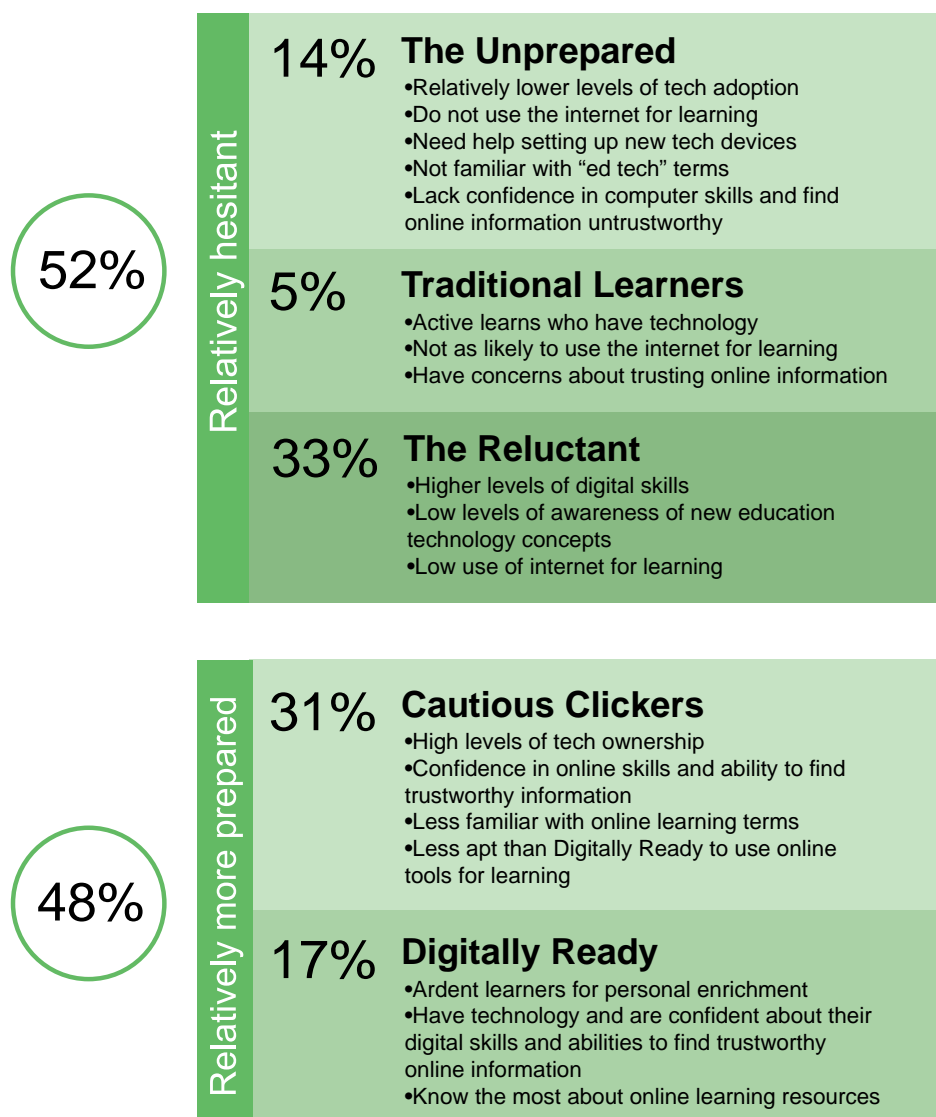 52%
Relatively hesitant
14%
The Unprepared
•Relatively lower levels of tech adoption
•Do not use the internet for learning
•Need help setting up new tech devices
•Not familiar with “ed tech” terms
•Lack confidence in computer skills and find
online information untrustworthy
5%
Traditional Learners
•Active learns who have technology
•Not as likely to use the internet for learning
•Have concerns about trusting online information
33%
The Reluctant
•Higher levels of digital skills
•Low levels of awareness of new education
technology concepts
•Low use of internet for learning
48%
Relatively more prepared
31%
Cautious Clickers
•High levels of tech ownership
•Confidence in online skills and ability to find
trustworthy information
•Less familiar with online learning terms
•Less apt than Digitally Ready to use online
tools for learning
17%
Digitally Ready
•Ardent learners for personal enrichment
•Have technology and are confident about their
digital skills and abilities to find trustworthy
online information
•Know the most about online learning resources